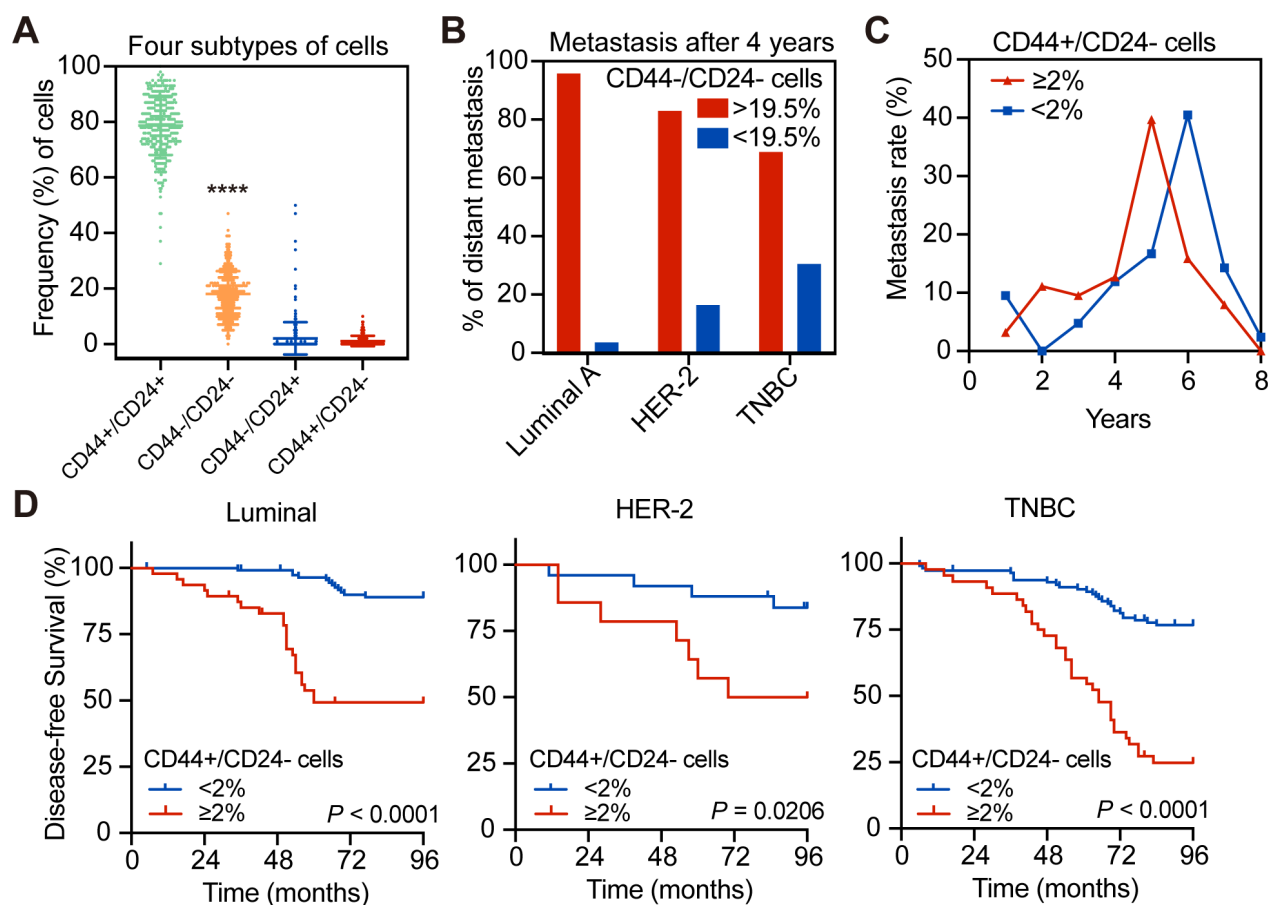 A
Four subtypes of cells
Frequency (%) of cells
100
80
60
40
20
0
****
CD44+/CD24+
CD44-/CD24-
CD44-/CD24+
CD44+/CD24-
B
Metastasis after 4 years
% of distant metastasis
100
80
60
40
20
0
CD44-/CD24- cells
>19.5%
<19.5%
Luminal A
HER-2
TNBC
C
CD44+/CD24- cells
Metastasis rate (%)
50
40
30
20
10
0
≥2%
<2%
0 2 4 6 8
Years
D
Luminal
Disease-free Survival (%)
100
75
50
25
0
CD44+/CD24- cells
<2%
≥2%
P < 0.0001
0 24 48 72 96
Time (months)
HER-2
100
75
50
25
0
CD44+/CD24- cells
<2%
≥2%
P = 0.0206
0 24 48 72 96
Time (months)
TNBC
100
75
50
25
0
CD44+/CD24- cells
<2%
≥2%
P < 0.0001
0 24 48 72 96
Time (months)